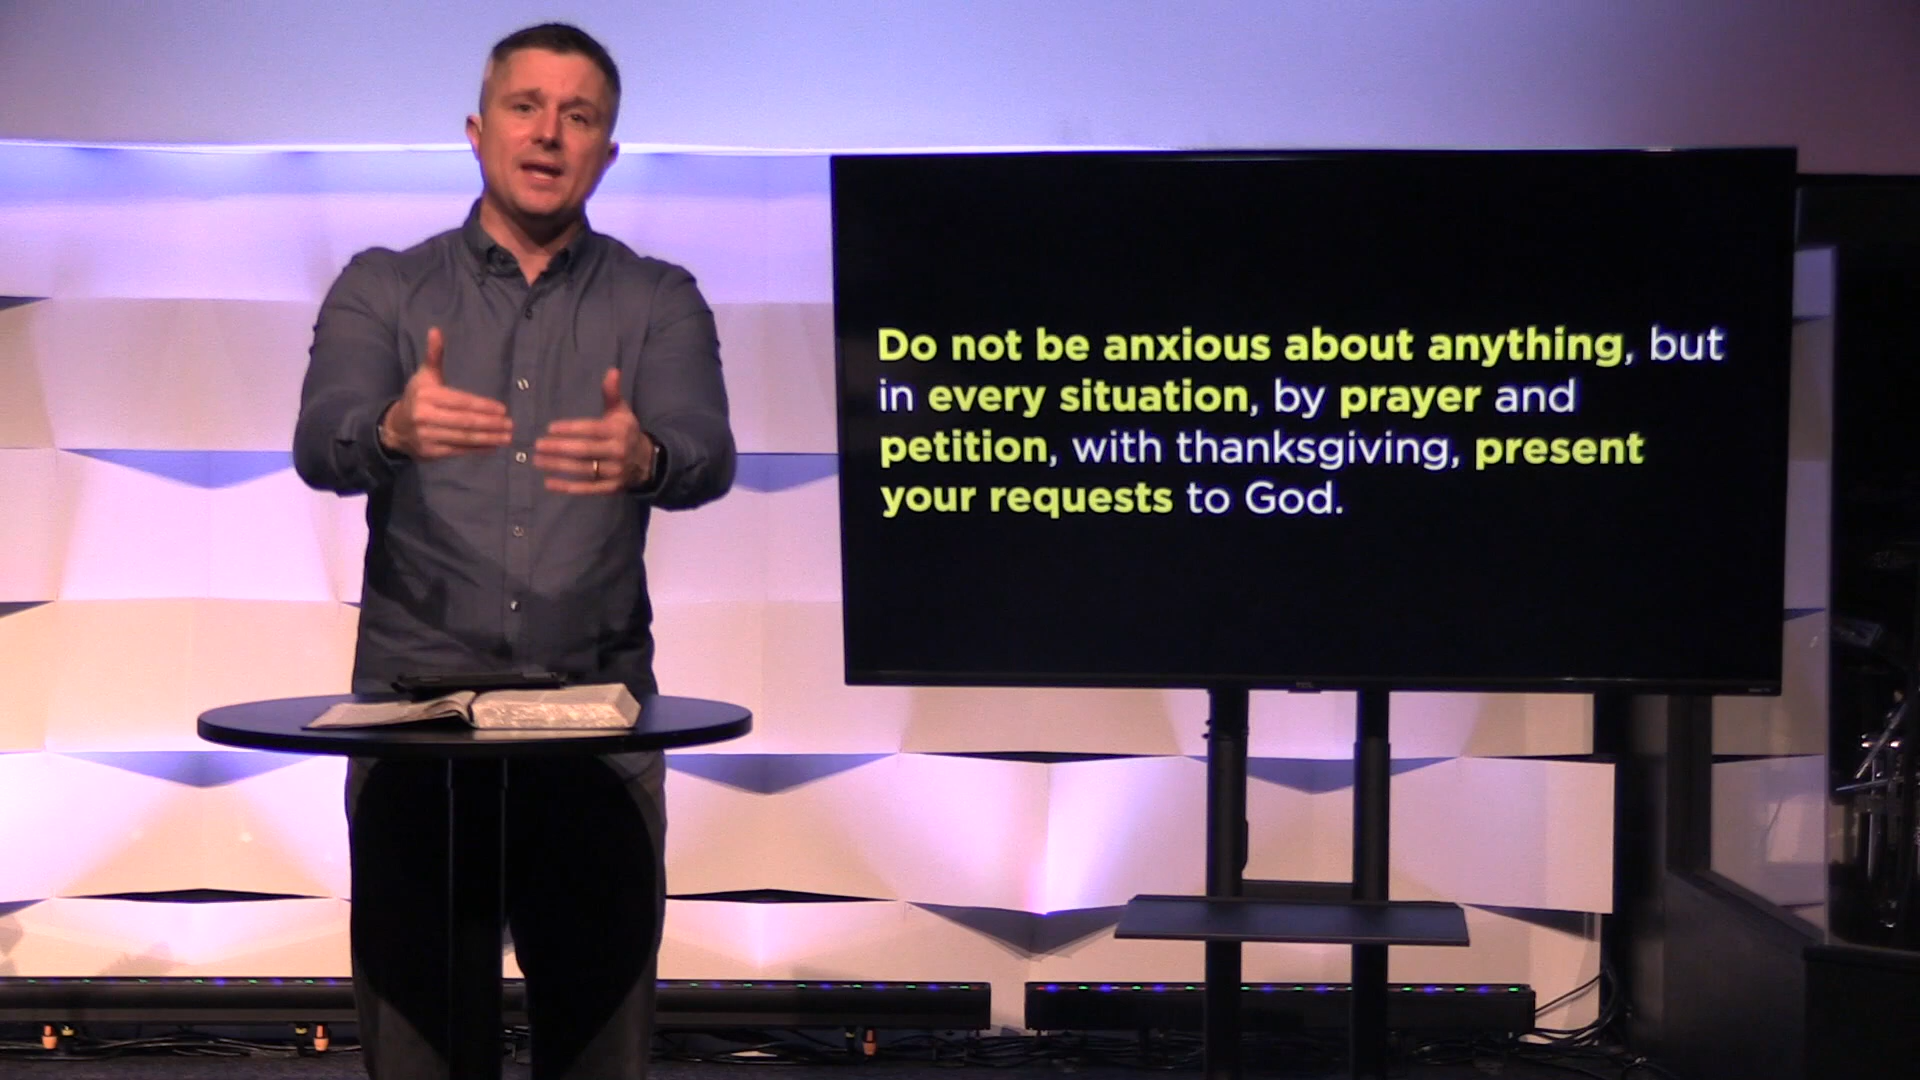 Do not be anxious about anything, but
in every situation, by prayer and
petition, with thanksgiving, present
your requests to God.